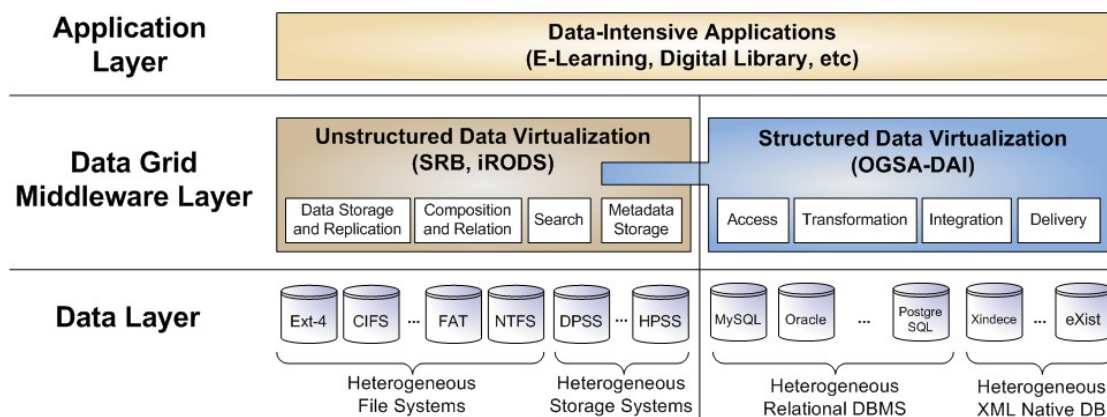 Application
Layer
Data-Intensive Applications
(E-Learning, Digital Library, etc)
Data Grid
Middleware Layer
Unstructured Data Virtualization
(SRB, iRODS)
Data Storage
and Replication
Composition
and Relation
Search
Metadata
Storage
Structured Data Virtualization
(OGSA-DAI)
Access
Transformation
Integration
Delivery
Data Layer
Ext-4
CIFS
...
FAT
NTFS
DPSS
...
HPSS
MySQL
Oracle
...
Postgre
SQL
Xindece
...
eXist
Heterogeneous
File Systems
Heterogeneous
Storage Systems
Heterogeneous
Relational DBMS
Heterogeneous
XML Native DB